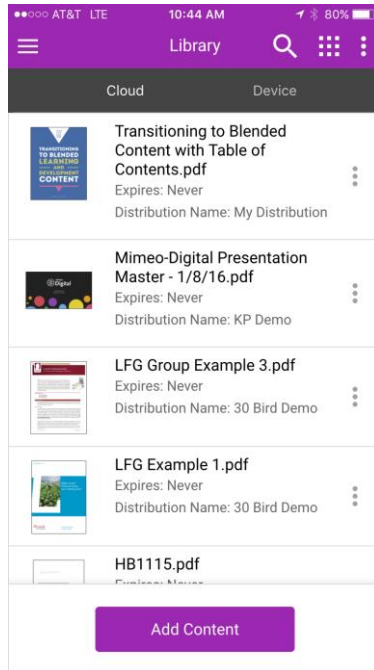 AT&T LTE 10:44 AM 80%
Library
Cloud Device
TRANSITIONING
TO BLENDED
LEARNING
AND
DEVELOPMENT
CONTENT
Transitioning to Blended
Content with Table of
Contents.pdf
Expires: Never
Distribution Name: My Distribution
Digital
Mimeo-Digital Presentation
Master - 1/8/16.pdf
Expires: Never
Distribution Name: KP Demo
LFG Group Example 3.pdf
Expires: Never
Distribution Name: 30 Bird Demo
LFG Example 1.pdf
Expires: Never
Distribution Name: 30 Bird Demo
HB1115.pdf
Expires: Never
Add Content